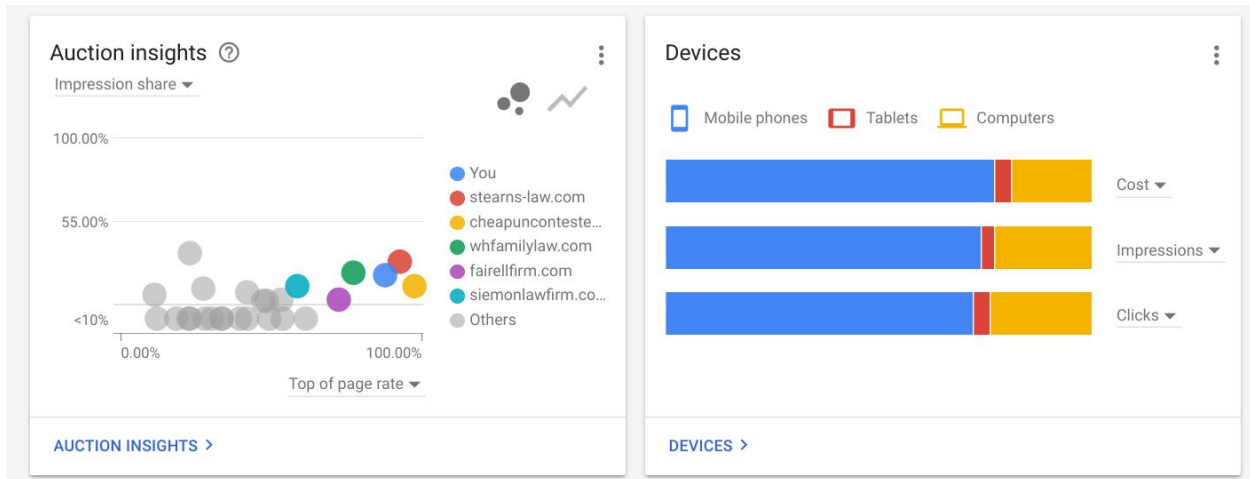 Auction insights
Impression share
100.00%
55.00%
<10%
0.00%
100.00%
Top of page rate
You
stearns-law.com
cheapunconteste...
whfamilylaw.com
fairellfirm.com
siemonlawfirm.co...
Others
AUCTION INSIGHTS
Devices
Mobile phones
Tablets
Computers
Cost
Impressions
Clicks
DEVICES